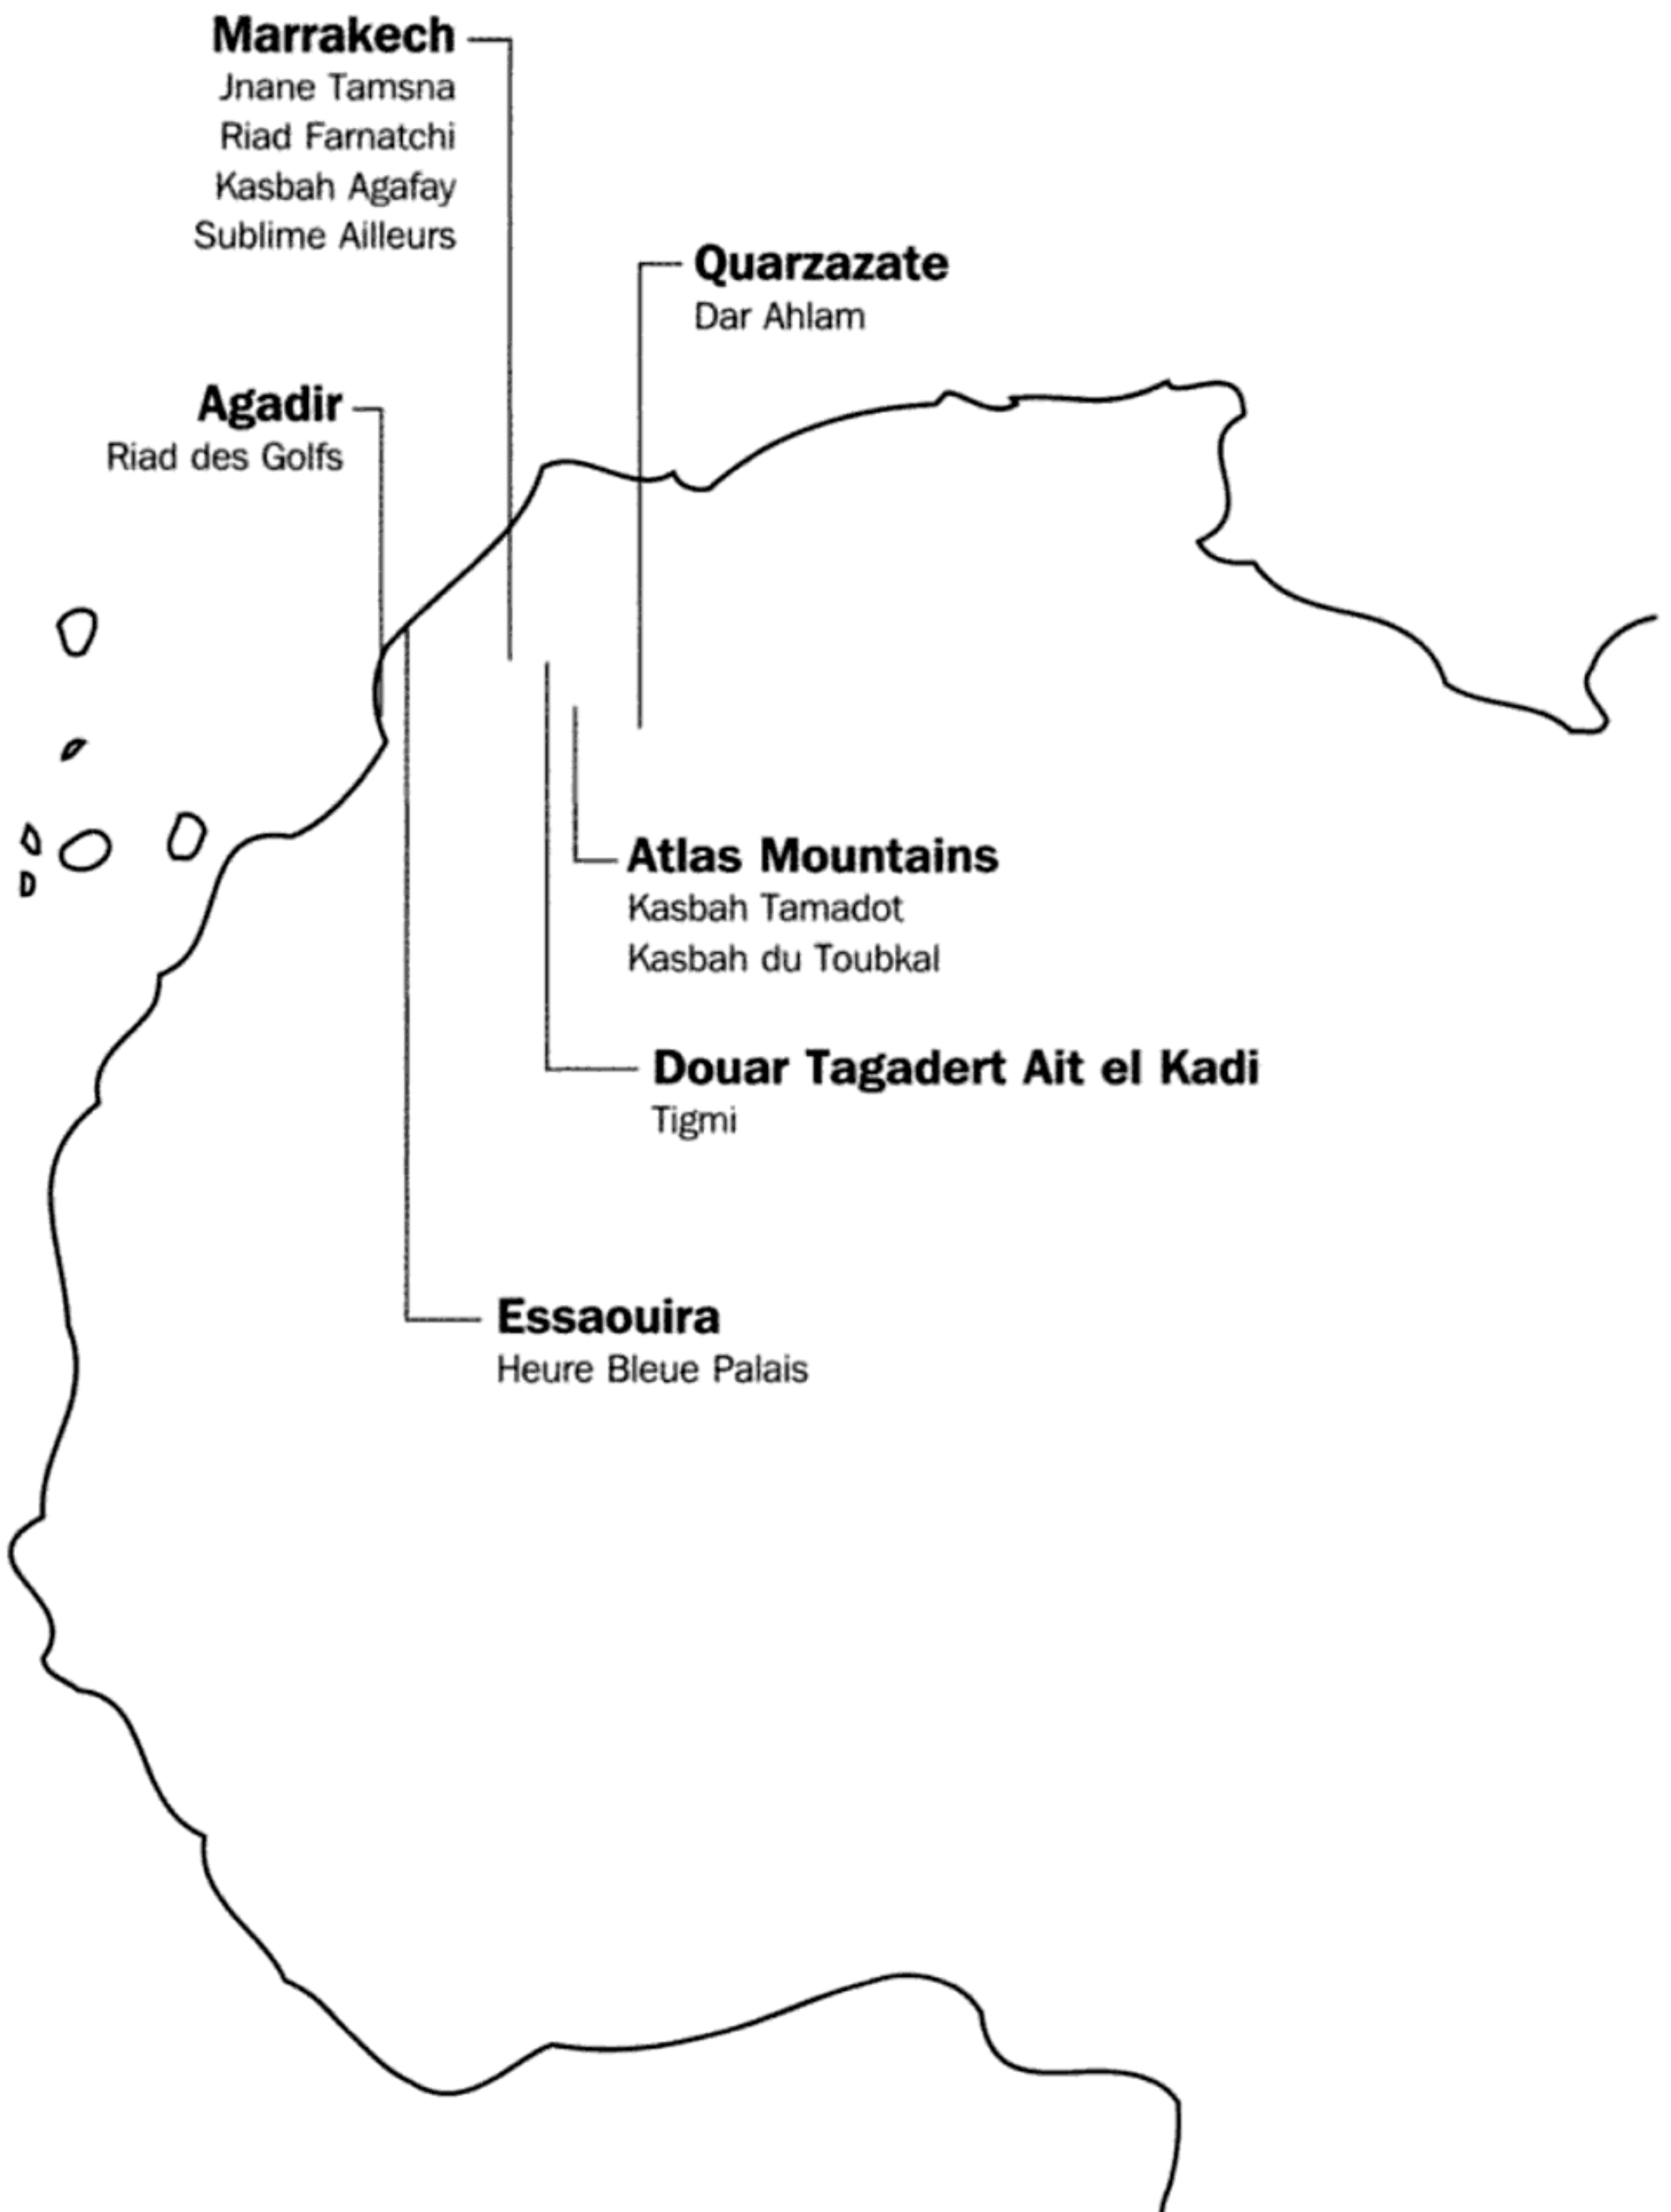 Marrakech
Jnane Tamsna
Riad Farnatchi
Kasbah Agafay
Sublime Ailleurs
Quarzazate
Dar Ahlam
Agadir
Riad des Golfs
Atlas Mountains
Kasbah Tamadot
Kasbah du Toubkal
Douar Tagadert Ait el Kadi
Tigmi
Essaouira
Heure Bleue Palais